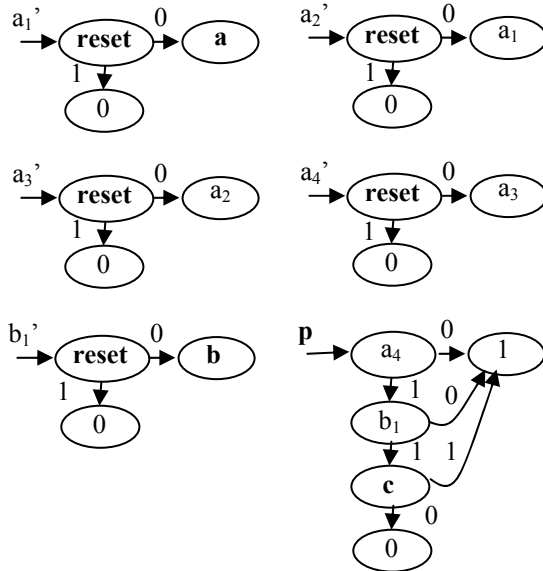 a₁’ reset 0 a
1
0
a₂’ reset 0 a₁
1
0
a₃’ reset 0 a₂
1
0
a₄’ reset 0 a₃
1
0
b₁’ reset 0 b
1
0
p a₄ 0 1
1 0
b₁
1 1
c
0
0